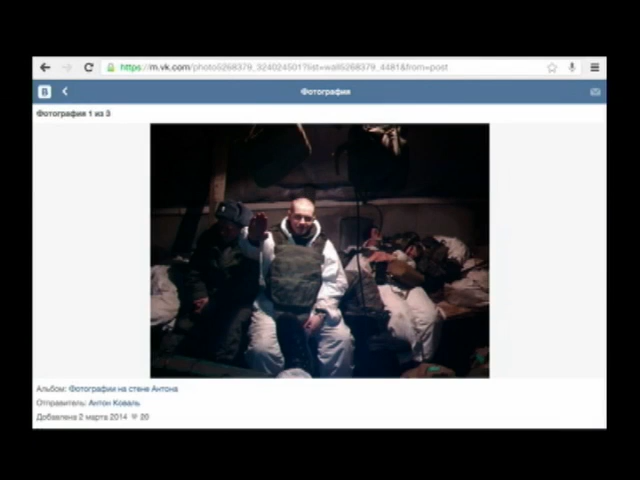 https://m.vk.com/photo5268379_324024501?list=wall5268379_4481&from=post
B
Фотография
Фотография 1 из 3
Альбом: Фотографии на стене Антона
Отправитель: Антон Коваль
Добавлена 2 марта 2014 20